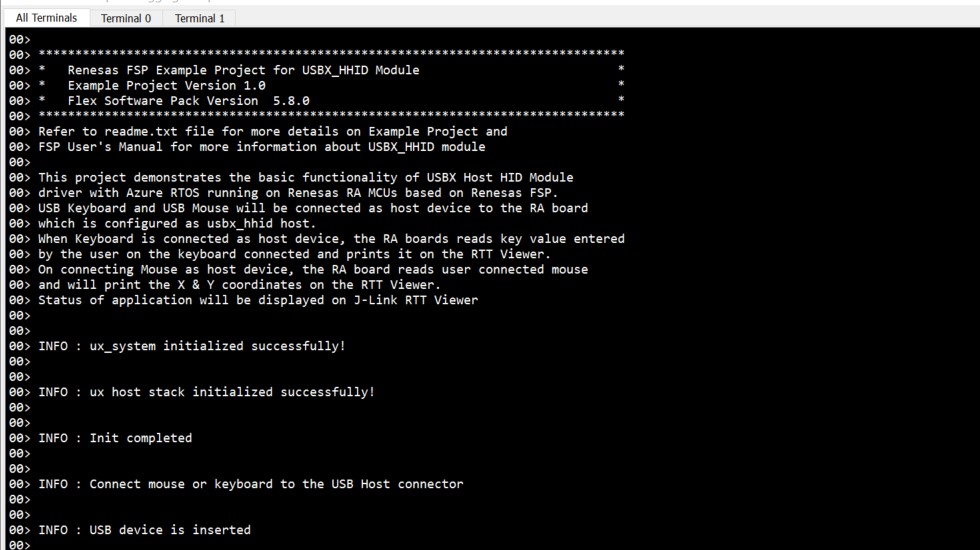 All Terminals Terminal 0 Terminal 1
00>
00> ********************************************************************************
00> *   Renesas FSP Example Project for USBX_HHID Module                           *
00> *   Example Project Version 1.0                                                *
00> *   Flex Software Pack Version  5.8.0                                          *
00> ********************************************************************************
00> Refer to readme.txt file for more details on Example Project and
00> FSP User's Manual for more information about USBX_HHID module
00>
00> This project demonstrates the basic functionality of USBX Host HID Module
00> driver with Azure RTOS running on Renesas RA MCUs based on Renesas FSP.
00> USB Keyboard and USB Mouse will be connected as host device to the RA board
00> which is configured as usbx_hhid host.
00> When Keyboard is connected as host device, the RA boards reads key value entered
00> by the user on the keyboard connected and prints it on the RTT Viewer.
00> On connecting Mouse as host device, the RA board reads user connected mouse
00> and will print the X & Y coordinates on the RTT Viewer.
00> Status of application will be displayed on J-Link RTT Viewer
00>
00>
00> INFO : ux_system initialized successfully!
00>
00>
00> INFO : ux host stack initialized successfully!
00>
00>
00> INFO : Init completed
00>
00>
00> INFO : Connect mouse or keyboard to the USB Host connector
00>
00>
00> INFO : USB device is inserted
00>